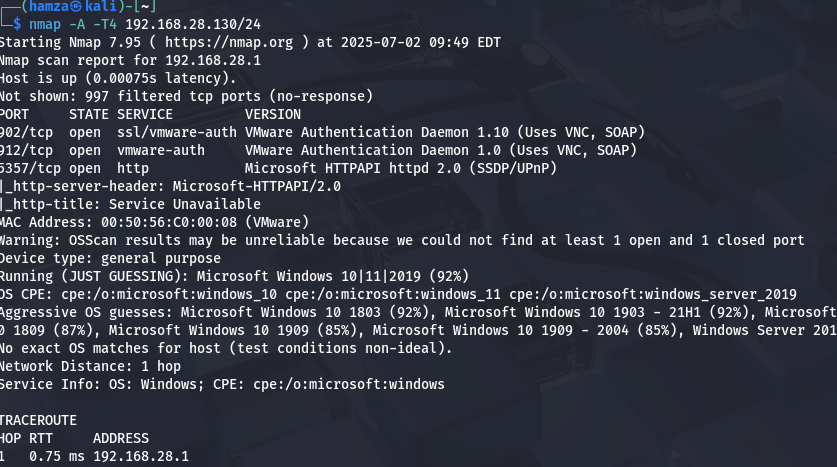 (hamza㉿kali)-[~]
$ nmap -A -T4 192.168.28.130/24
Starting Nmap 7.95 ( https://nmap.org ) at 2025-07-02 09:49 EDT
Nmap scan report for 192.168.28.1
Host is up (0.00075s latency).
Not shown: 997 filtered tcp ports (no-response)
PORT     STATE SERVICE         VERSION
902/tcp  open  ssl/vmware-auth VMware Authentication Daemon 1.10 (Uses VNC, SOAP)
912/tcp  open  vmware-auth     VMware Authentication Daemon 1.0 (Uses VNC, SOAP)
5357/tcp open  http            Microsoft HTTPAPI httpd 2.0 (SSDP/UPnP)
|_http-server-header: Microsoft-HTTPAPI/2.0
|_http-title: Service Unavailable
MAC Address: 00:50:56:C0:00:08 (VMware)
Warning: OSScan results may be unreliable because we could not find at least 1 open and 1 closed port
Device type: general purpose
Running (JUST GUESSING): Microsoft Windows 10|11|2019 (92%)
OS CPE: cpe:/o:microsoft:windows_10 cpe:/o:microsoft:windows_11 cpe:/o:microsoft:windows_server_2019
Aggressive OS guesses: Microsoft Windows 10 1803 (92%), Microsoft Windows 10 1903 - 21H1 (92%), Microsoft
0 1809 (87%), Microsoft Windows 10 1909 (85%), Microsoft Windows 10 1909 - 2004 (85%), Windows Server 201
No exact OS matches for host (test conditions non-ideal).
Network Distance: 1 hop
Service Info: OS: Windows; CPE: cpe:/o:microsoft:windows
TRACEROUTE
HOP RTT     ADDRESS
1   0.75 ms 192.168.28.1